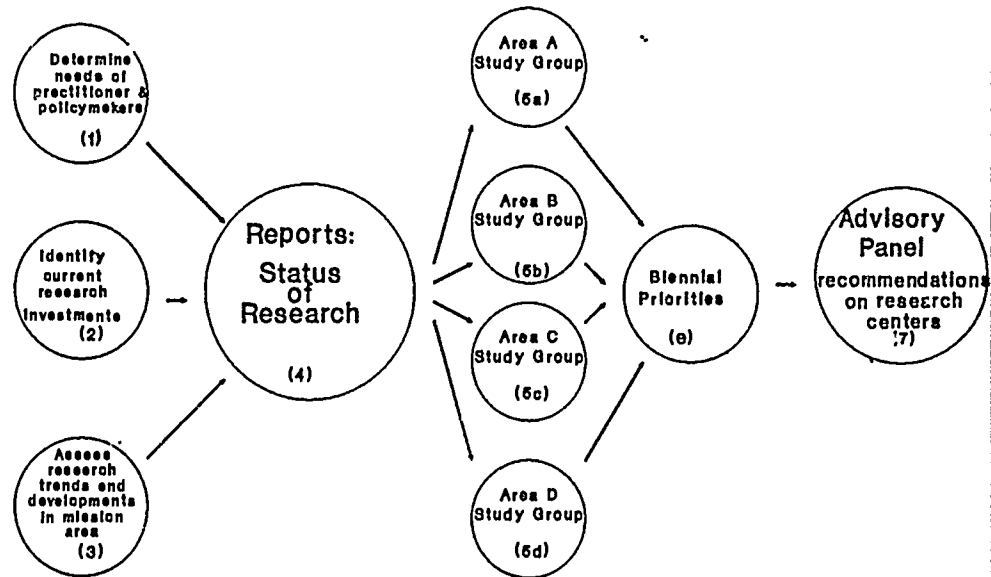 Determine
needs of
practitioner &
policymakers
(1)
Identify
current
research
investments
(2)
Assess
research
trends and
developments
in mission
area
(3)
Reports:
Status
of
Research
(4)
Area A
Study Group
(5a)
Area B
Study Group
(5b)
Area C
Study Group
(5c)
Area D
Study Group
(5d)
Biennial
Priorities
(6)
Advisory
Panel
recommendations
on research
centers
(7)